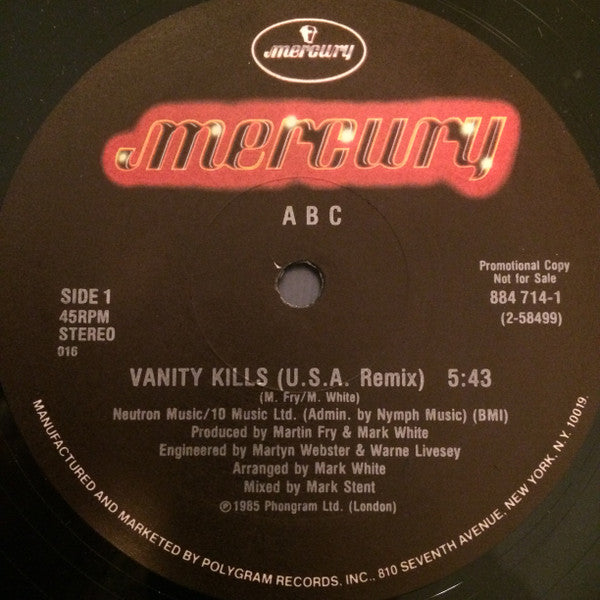 mercury
mercury
ABC
Promotional Copy
Not for Sale
884 714-1
(2-58499)
SIDE 1
45RPM
STEREO
016
VANITY KILLS (U.S.A. Remix) 5:43
(M. Fry/M. White)
Neutron Music/10 Music Ltd. (Admin. by Nymph Music) (BMI)
Produced by Martin Fry & Mark White
Engineered by Martyn Webster & Warne Livesey
Arranged by Mark White
Mixed by Mark Stent
℗1985 Phongram Ltd. (London)
MANUFACTURED AND MARKETED BY POLYGRAM RECORDS. INC., 810 SEVENTH AVENUE, NEW YORK. N.Y. 10019.